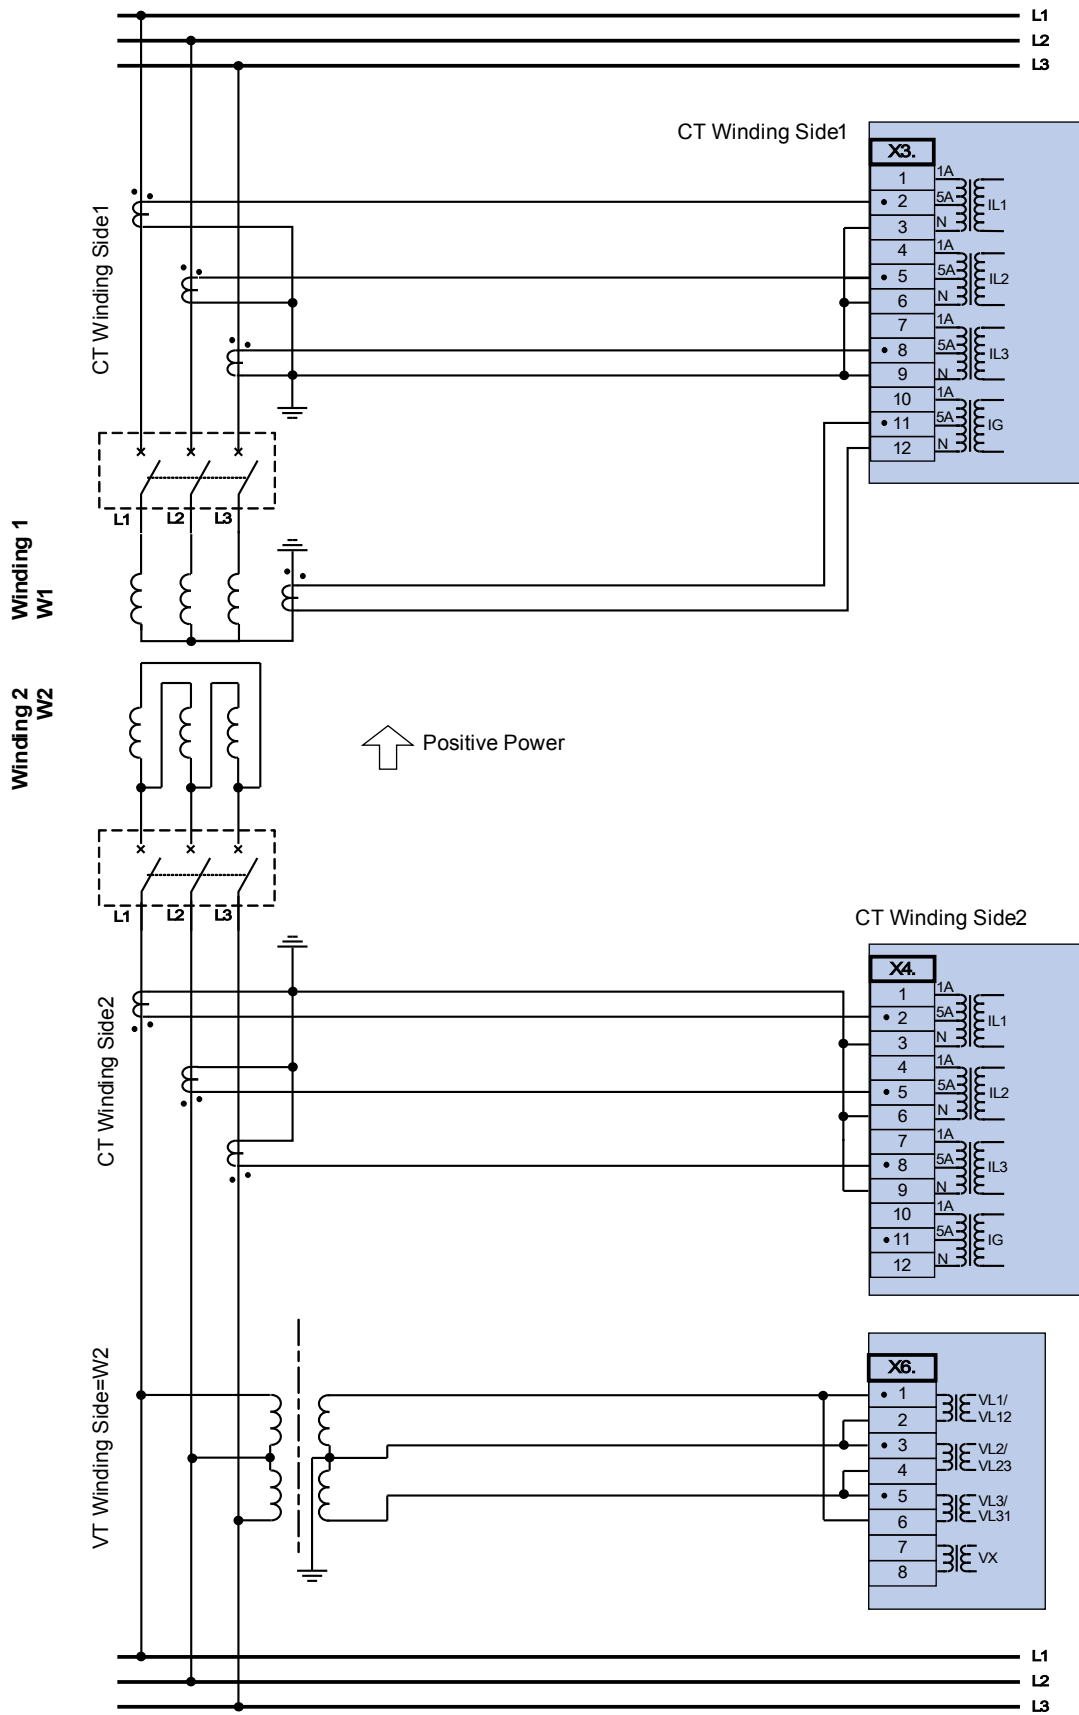 L1
L2
L3
CT Winding Side1
X3.
1
2
3
4
5
6
7
8
9
10
11
12
1A
5A
N
IL1
1A
5A
N
IL2
1A
5A
N
IL3
1A
5A
N
IG
CT Winding Side1
L1
L2
L3
Winding 1
W1
Winding 2
W2
Positive Power
L1
L2
L3
CT Winding Side2
CT Winding Side2
X4.
1
2
3
4
5
6
7
8
9
10
11
12
1A
5A
N
IL1
1A
5A
N
IL2
1A
5A
N
IL3
1A
5A
N
IG
VT Winding Side=W2
X6.
1
2
3
4
5
6
7
8
VL1/
VL12
VL2/
VL23
VL3/
VL31
VX
L1
L2
L3